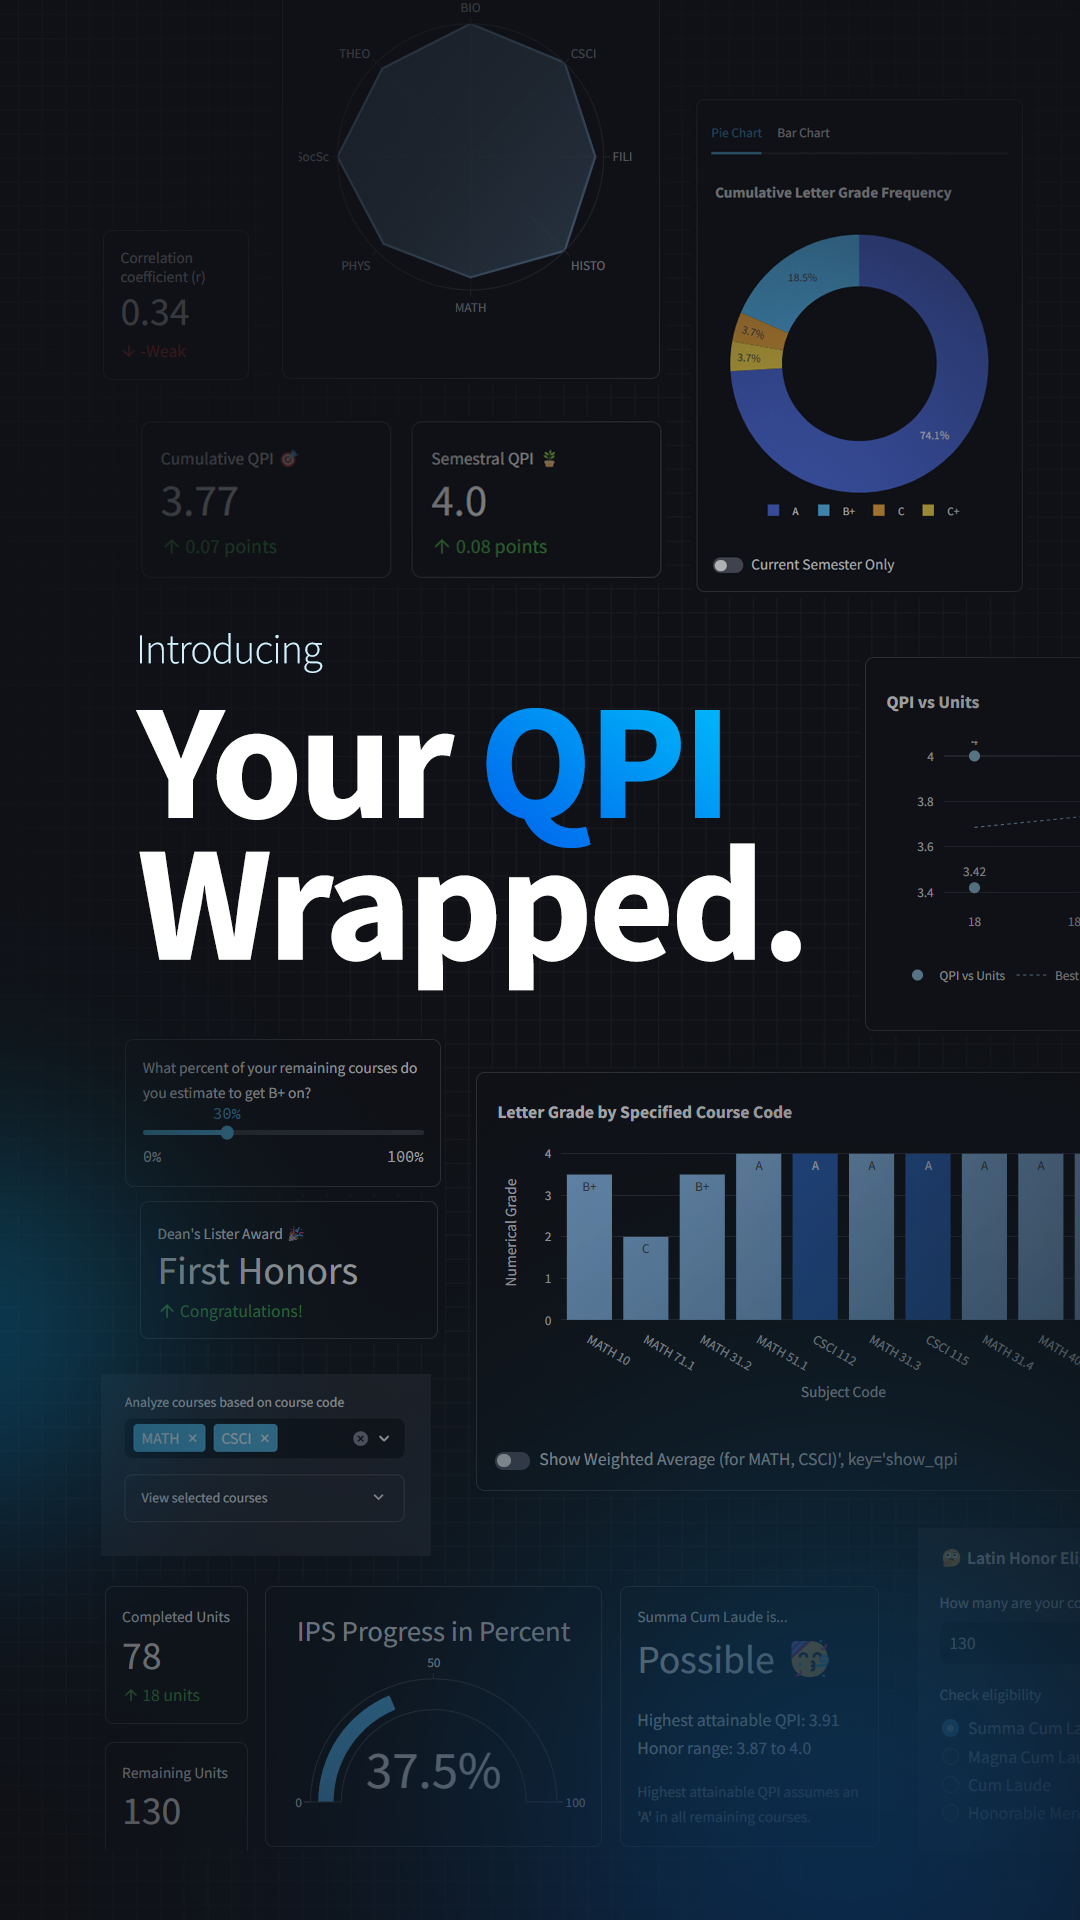 BIO
THEO
CSCI
SocSc
FILI
PHYS
HISTO
MATH
Correlation
coefficient (r)
0.34
↓ -Weak
Pie Chart Bar Chart
Cumulative Letter Grade Frequency
18.5%
3.7%
3.7%
74.1%
A B+ C C+
Current Semester Only
Cumulative QPI 🎯
3.77
↑ 0.07 points
Semestral QPI 🪴
4.0
↑ 0.08 points
Introducing
Your QPI
Wrapped.
QPI vs Units
4
4
3.8
3.6
3.42
3.4
18 18
QPI vs Units Best
What percent of your remaining courses do
you estimate to get B+ on?
30%
0% 100%
Dean's Lister Award 🎉
First Honors
↑ Congratulations!
Letter Grade by Specified Course Code
Numerical Grade
4
3
2
1
0
B+ C B+ A A A A A A
MATH 10 MATH 71.1 MATH 31.2 MATH 51.1 CSCI 112 MATH 31.3 CSCI 115 MATH 31.4 MATH 40
Subject Code
Show Weighted Average (for MATH, CSCI)', key='show_qpi
Analyze courses based on course code
MATH × CSCI ×
View selected courses
Completed Units
78
↑ 18 units
Remaining Units
130
IPS Progress in Percent
50
37.5%
0 100
Summa Cum Laude is...
Possible 🥳
Highest attainable QPI: 3.91
Honor range: 3.87 to 4.0
Highest attainable QPI assumes an
'A' in all remaining courses.
Latin Honor Eli
How many are your co
130
Check eligibility
Summa Cum La
Magna Cum Lau
Cum Laude
Honorable Men